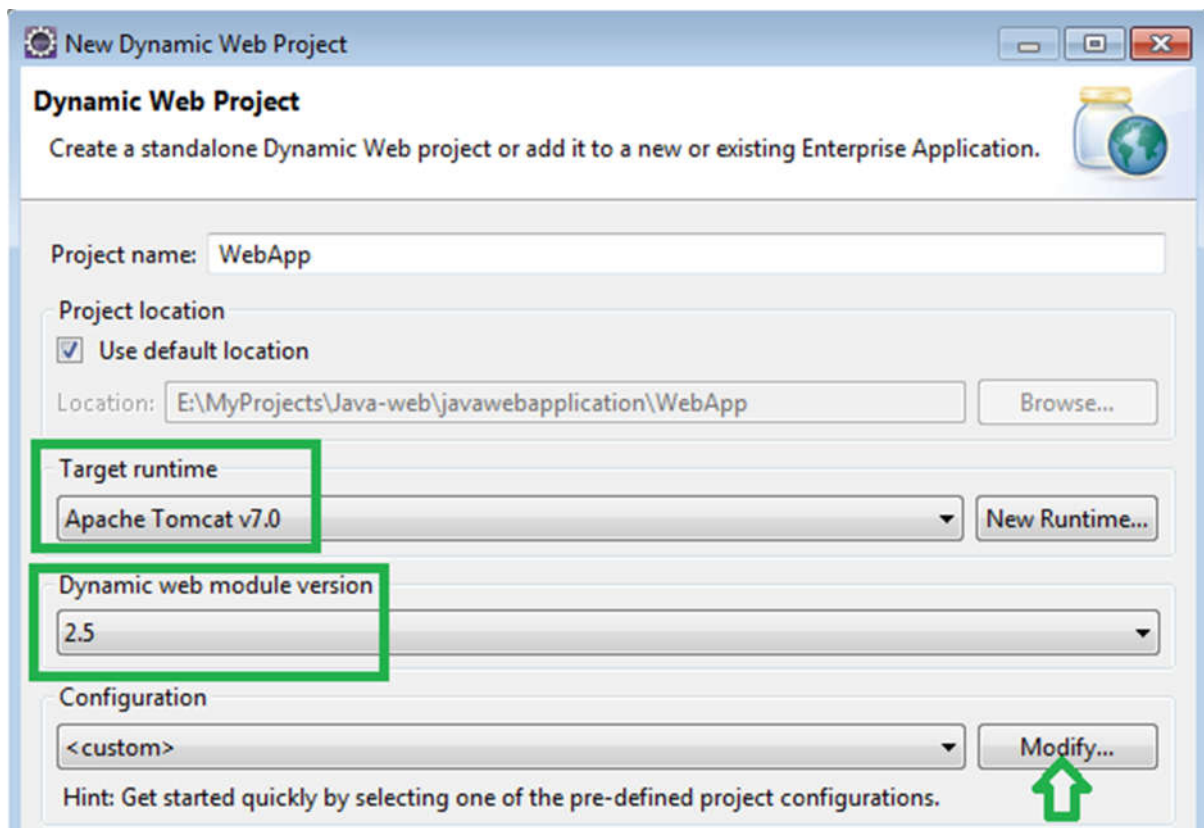 New Dynamic Web Project
Dynamic Web Project
Create a standalone Dynamic Web project or add it to a new or existing Enterprise Application.
Project name: WebApp
Project location
Use default location
Location: E:\MyProjects\Java-web\javawebapplication\WebApp Browse...
Target runtime
Apache Tomcat v7.0 New Runtime...
Dynamic web module version
2.5
Configuration
<custom> Modify...
Hint: Get started quickly by selecting one of the pre-defined project configurations.